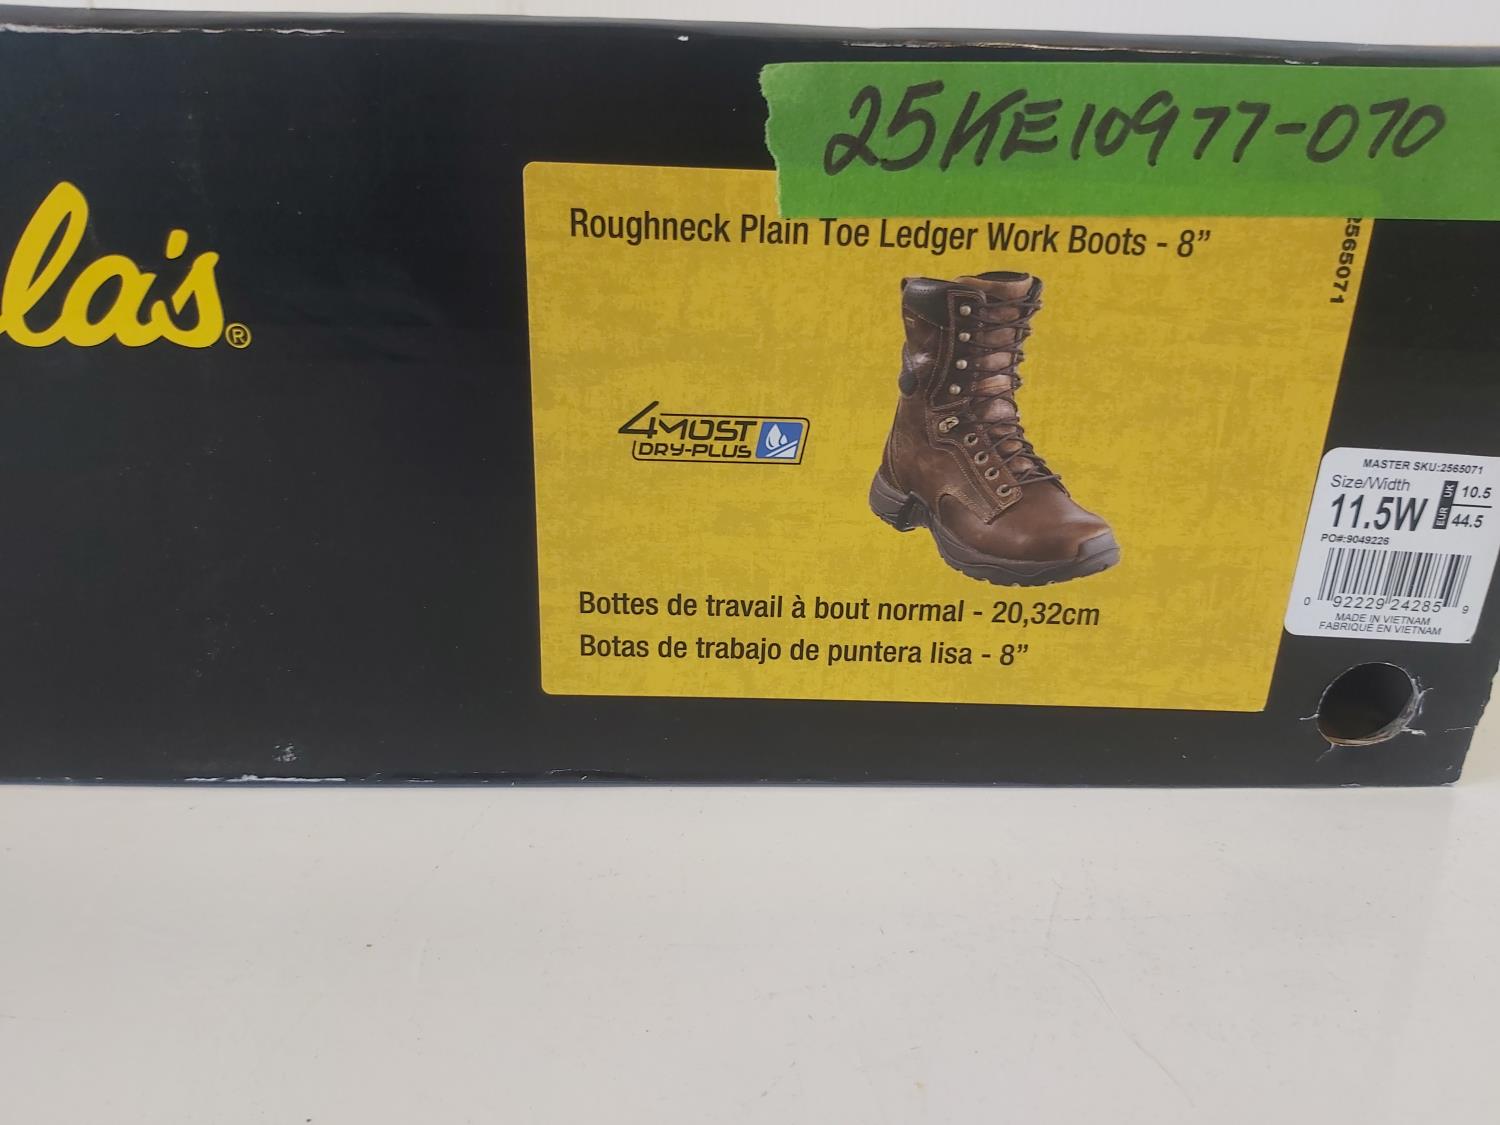 25KE10977-070
la's®
Roughneck Plain Toe Ledger Work Boots - 8”
2565071
4MOST
DRY-PLUS
Bottes de travail à bout normal - 20,32cm
Botas de trabajo de puntera lisa - 8”
MASTER SKU:2565071
Size/Width
11.5W
UK 10.5
EUR 44.5
PO#:9049226
0 92229 24285 9
MADE IN VIETNAM
FABRIQUÉ EN VIETNAM